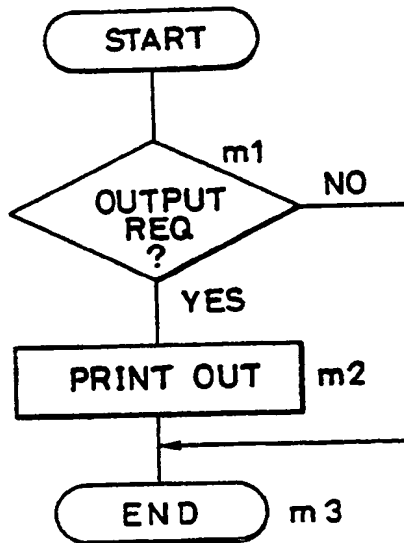 START
m1
OUTPUT
REQ
?
NO
YES
PRINT OUT
m2
END
m3